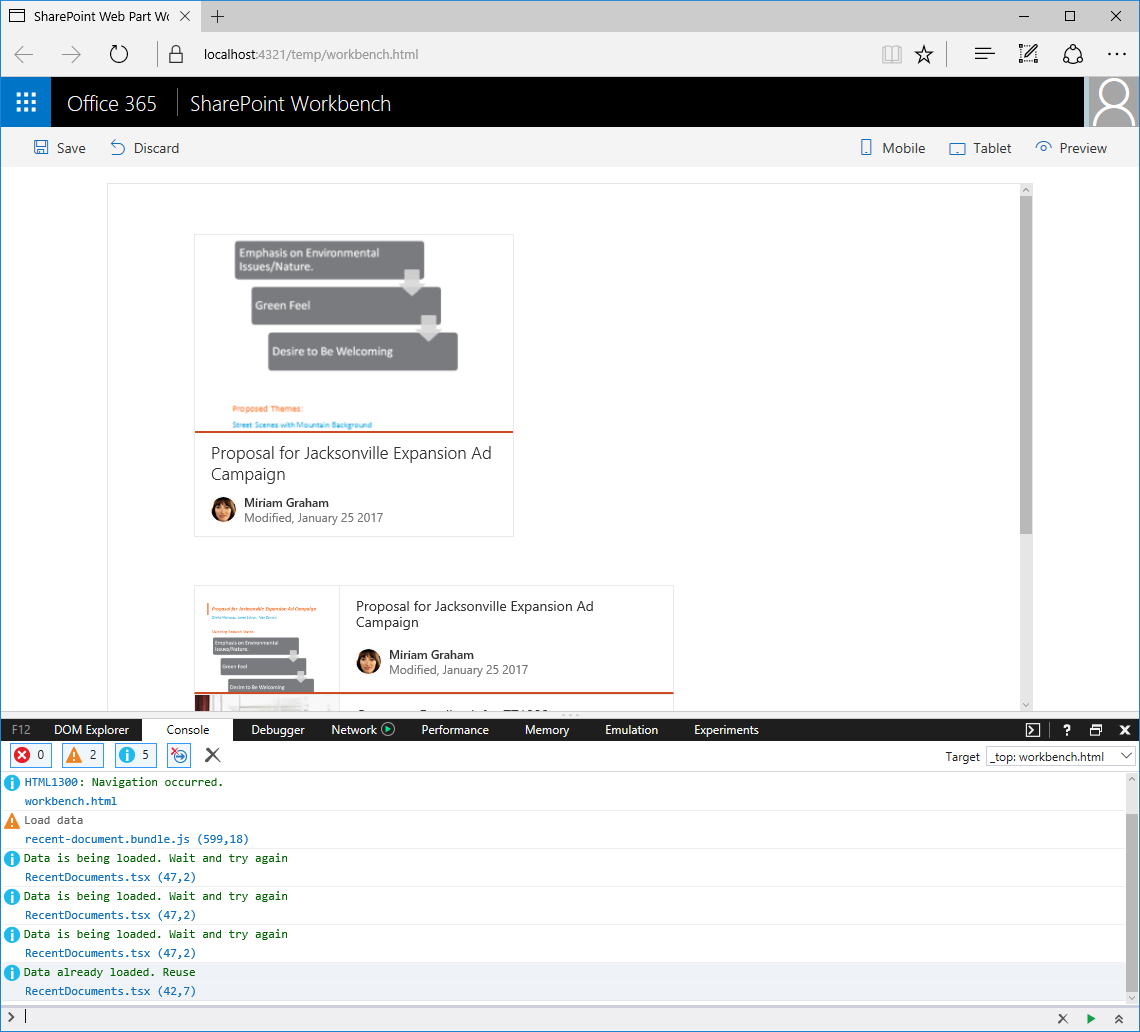 SharePoint Web Part Wo
localhost:4321/temp/workbench.html
Office 365 SharePoint Workbench
Save Discard Mobile Tablet Preview
Emphasis on Environmental
Issues/Nature.
Green Feel
Desire to Be Welcoming
Proposed Themes:
Street Scenes with Mountain Background
Proposal for Jacksonville Expansion Ad
Campaign
Miriam Graham
Modified, January 25 2017
Proposal for Jacksonville Expansion Ad Campaign
Emphasis on Environmental
Issues/Nature.
Green Feel
Desire to Be Welcoming
Proposal for Jacksonville Expansion Ad
Campaign
Miriam Graham
Modified, January 25 2017
F12 DOM Explorer Console Debugger Network Performance Memory Emulation Experiments
0 2 5 Target _top: workbench.html
HTML1300: Navigation occurred.
workbench.html
Load data
recent-document.bundle.js (599,18)
Data is being loaded. Wait and try again
RecentDocuments.tsx (47,2)
Data is being loaded. Wait and try again
RecentDocuments.tsx (47,2)
Data is being loaded. Wait and try again
RecentDocuments.tsx (47,2)
Data already loaded. Reuse
RecentDocuments.tsx (42,7)